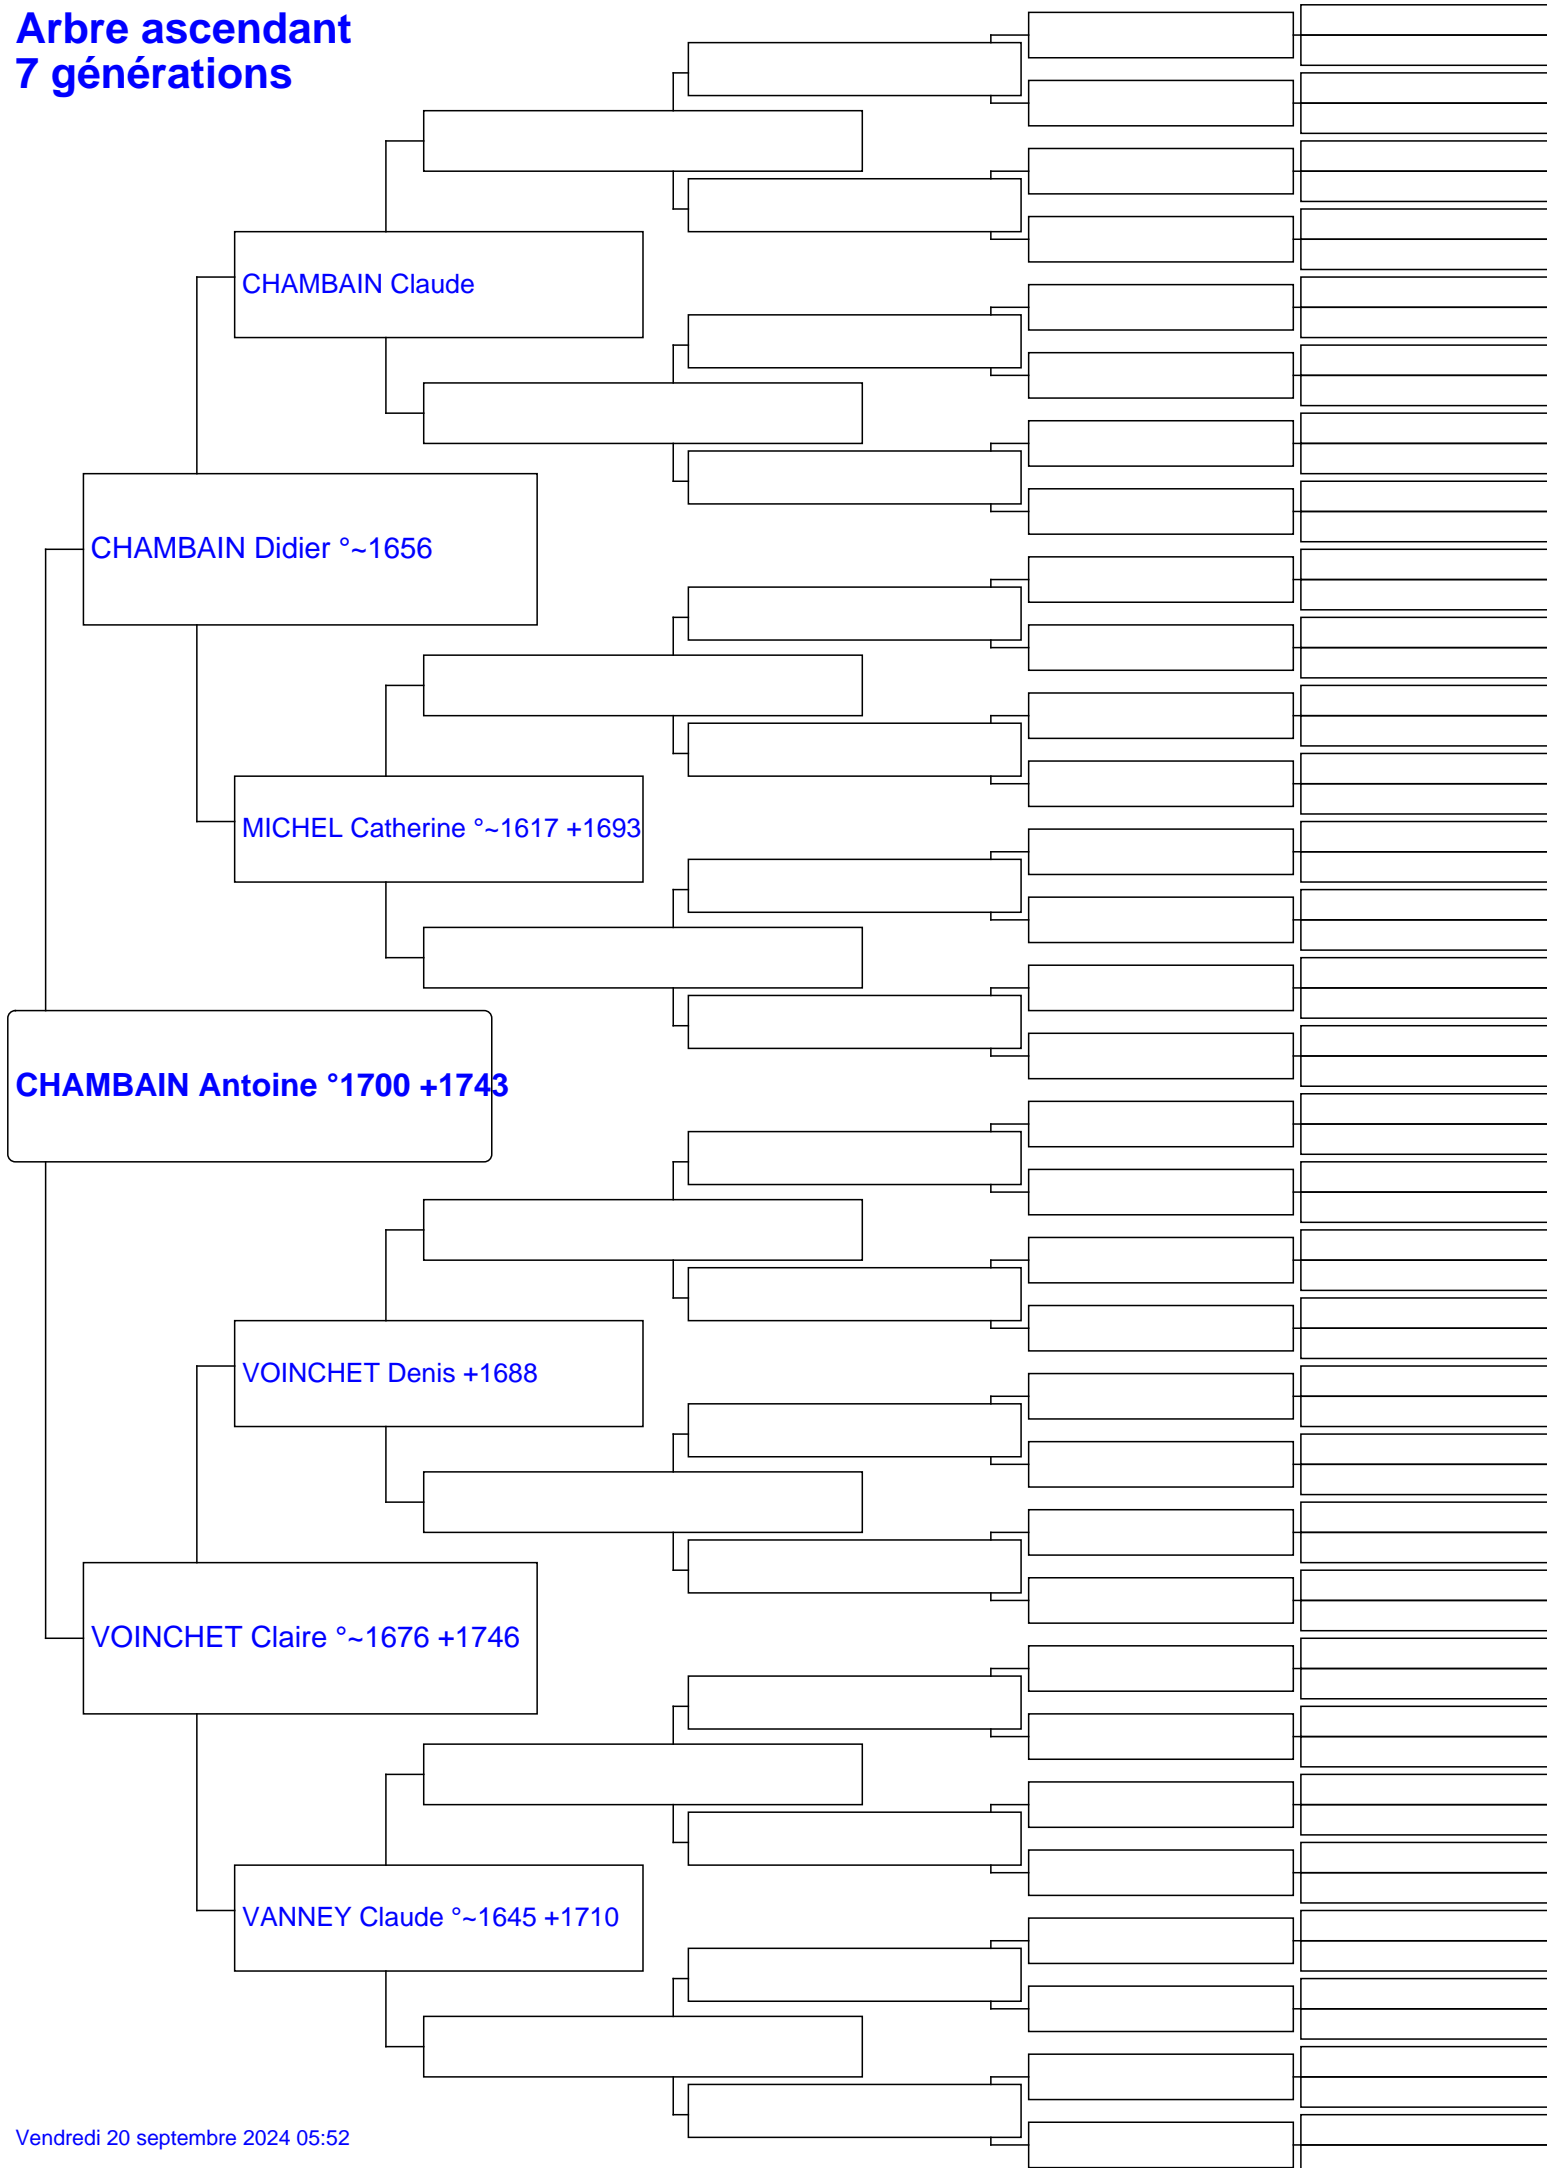 Arbre ascendant
7 générations
CHAMBAIN Claude
CHAMBAIN Didier °~1656
MICHEL Catherine °~1617 +1693
CHAMBAIN Antoine °1700 +1743
VOINCHET Denis +1688
VOINCHET Claire °~1676 +1746
VANNEY Claude °~1645 +1710
Vendredi 20 septembre 2024 05:52